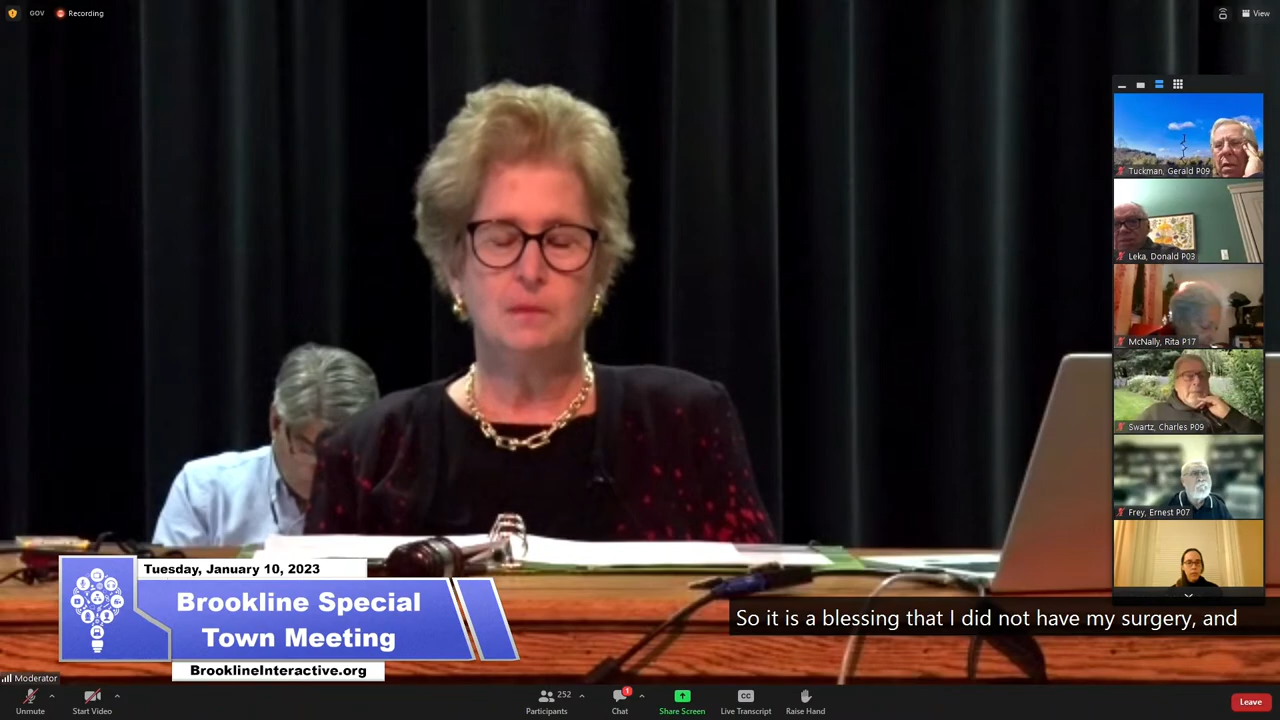 GOV
Recording
View
Tuckman, Gerald P09
Leka, Donald P03
McNally, Rita P17
Swartz, Charles P09
Frey, Ernest P07
Tuesday, January 10, 2023
Brookline Special
Town Meeting
BrooklineInteractive.org
So it is a blessing that I did not have my surgery, and
Moderator
Unmute
Start Video
252
Participants
1
Chat
Share Screen
CC
Live Transcript
Raise Hand
Leave